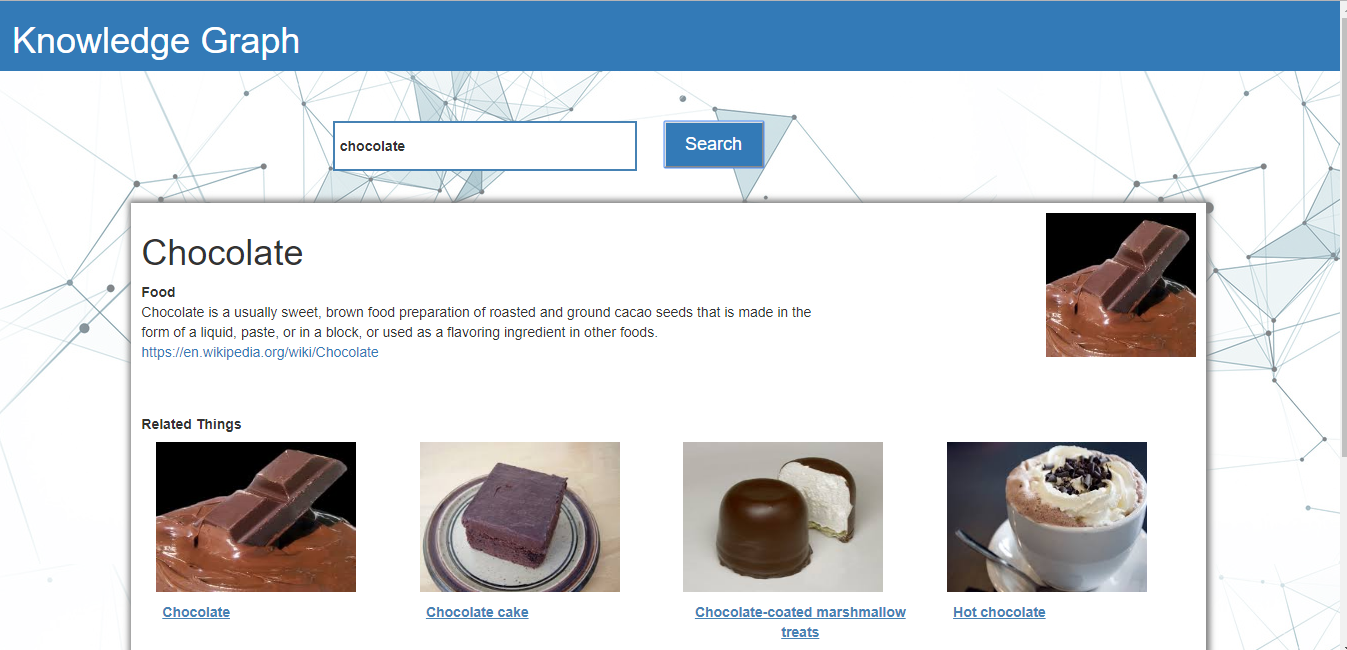 Knowledge Graph
chocolate
Search
Chocolate
Food
Chocolate is a usually sweet, brown food preparation of roasted and ground cacao seeds that is made in the
form of a liquid, paste, or in a block, or used as a flavoring ingredient in other foods.
https://en.wikipedia.org/wiki/Chocolate
Related Things
Chocolate
Chocolate cake
Chocolate-coated marshmallow
treats
Hot chocolate